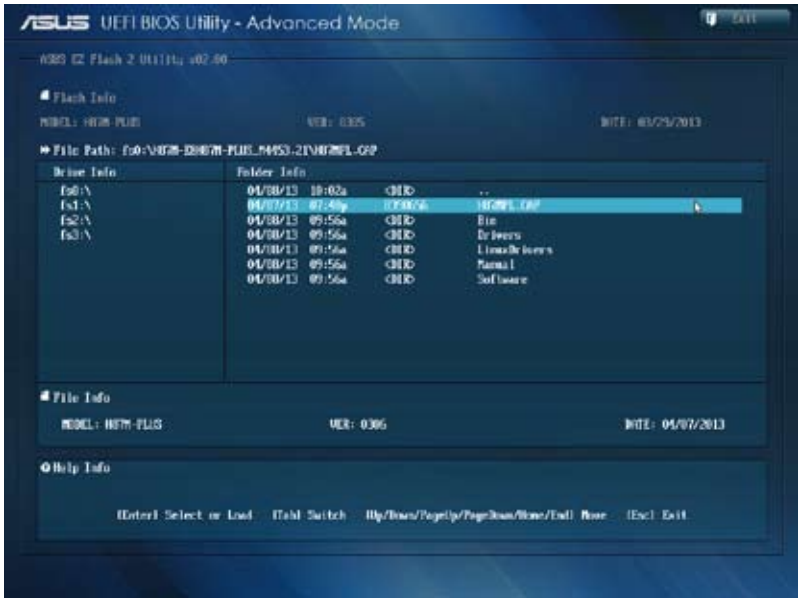 ASUS UEFI BIOS Utility - Advanced Mode
Exit
ASUS EZ Flash 2 Utility v02.00
Flash Info
MODEL: H87M-PLUS VER: 0305 DATE: 03/29/2013
File Path: fs0:\
Drive Info Folder Info
fs0:\ 04/08/13 10:02a <DIR> ..
fs1:\ 04/07/13 07:48p H87MPL.CAP
fs2:\ 04/08/13 09:56a <DIR> Bin
fs3:\ 04/08/13 09:56a <DIR> Drivers
04/08/13 09:56a <DIR> LinuxDrivers
04/08/13 09:56a <DIR> Manual
04/08/13 09:56a <DIR> Software
File Info
MODEL: H87M-PLUS VER: 0306 DATE: 04/07/2013
Help Info
[Enter] Select or Load [Tab] Switch [Up/Down/PageUp/PageDown/Home/End] Move [Esc] Exit